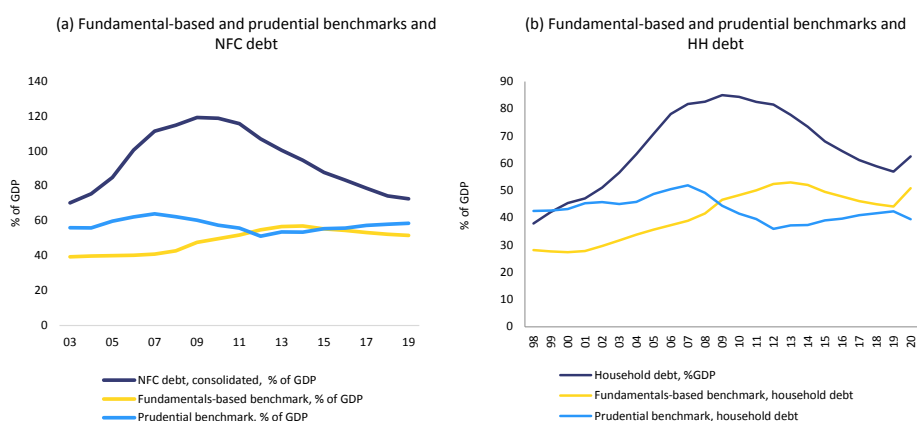 (a) Fundamental-based and prudential benchmarks and
NFC debt
140
120
100
80
60
40
20
0
% of GDP
03 05 07 09 11 13 15 17 19
NFC debt, consolidated, % of GDP
Fundamentals-based benchmark, % of GDP
Prudential benchmark, % of GDP
(b) Fundamental-based and prudential benchmarks and
HH debt
90
80
70
60
50
40
30
20
10
0
% of GDP
98 99 00 01 02 03 04 05 06 07 08 09 10 11 12 13 14 15 16 17 18 19 20
Household debt, %GDP
Fundamentals-based benchmark, household debt
Prudential benchmark, household debt